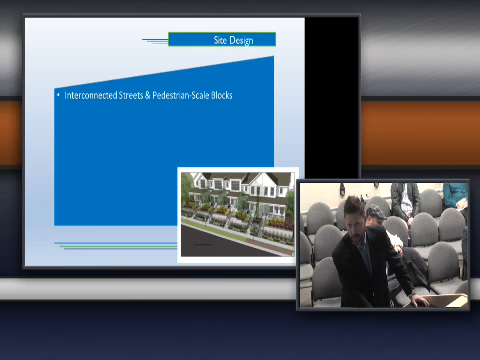 Site Design
• Interconnected Streets & Pedestrian-Scale Blocks